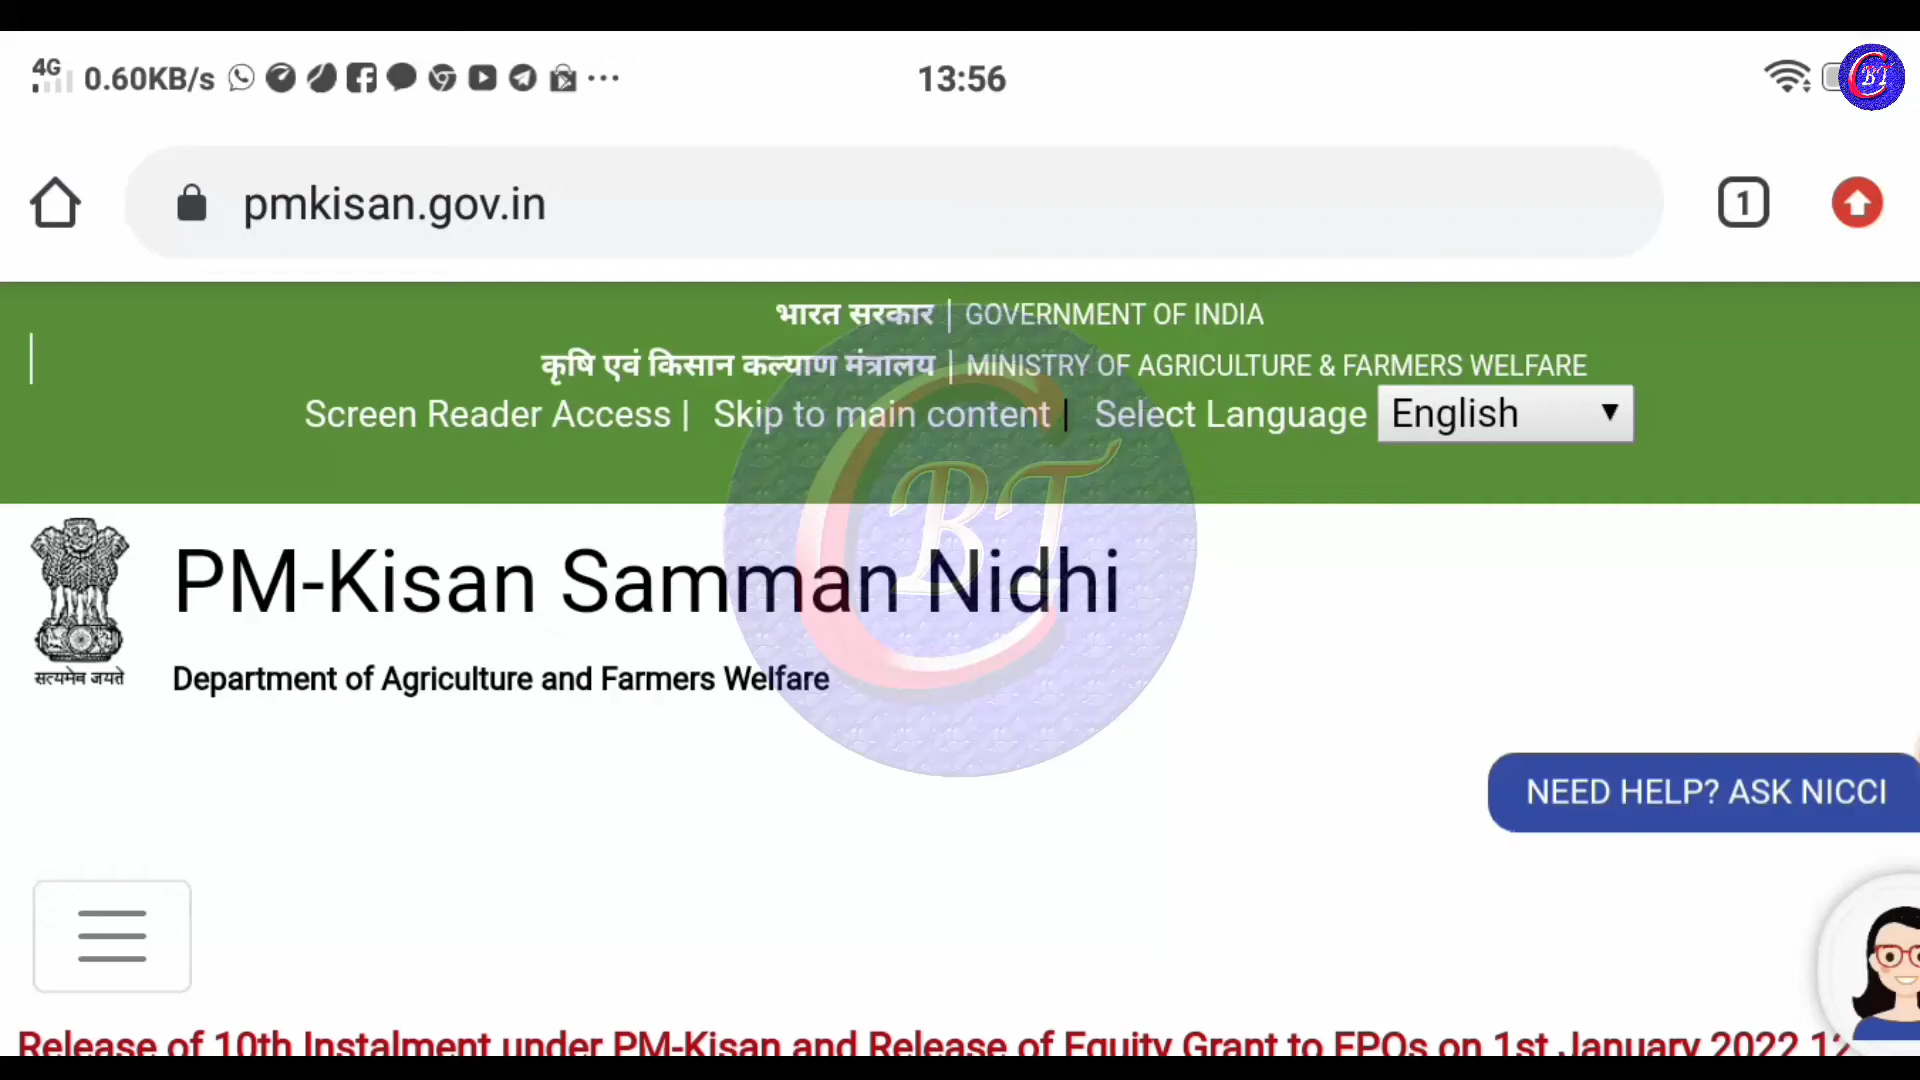 4G 0.60KB/s ... 13:56
pmkisan.gov.in 1
भारत सरकार | GOVERNMENT OF INDIA
कृषि एवं किसान कल्याण मंत्रालय | MINISTRY OF AGRICULTURE & FARMERS WELFARE
Screen Reader Access | Skip to main content | Select Language English
CBT
PM-Kisan Samman Nidhi
सत्यमेव जयते
Department of Agriculture and Farmers Welfare
NEED HELP? ASK NICCI
Release of 10th Instalment under PM-Kisan and Release of Equity Grant to FPOs on 1st January 2022 12